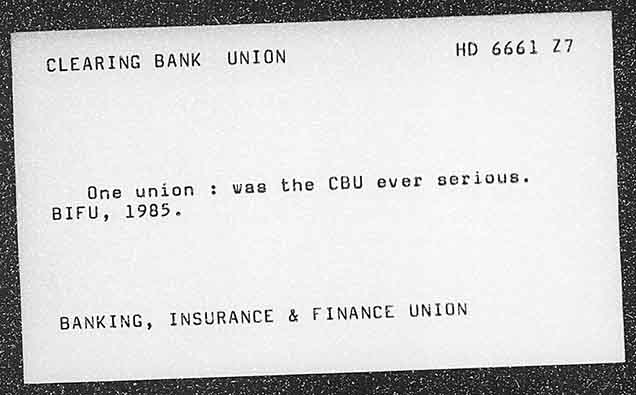 CLEARING BANK UNION HD 6661 Z7
One union : was the CBU ever serious.
BIFU, 1985.
BANKING, INSURANCE & FINANCE UNION